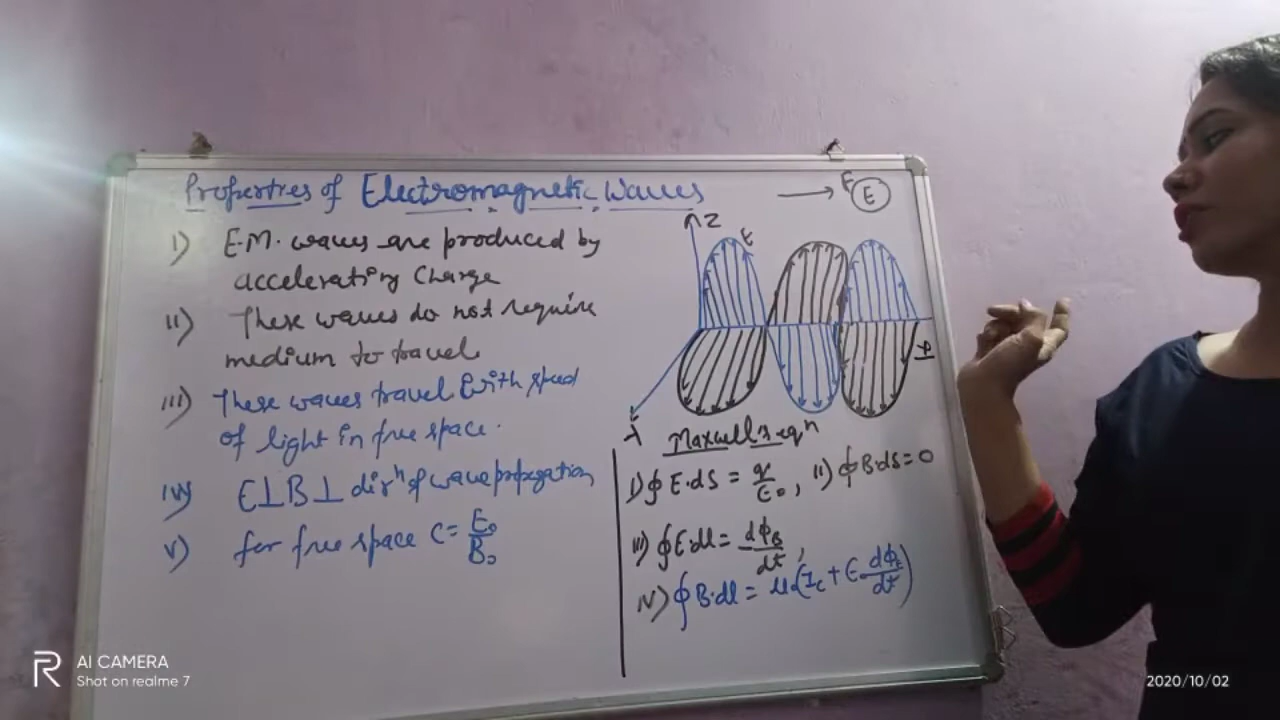 Properties of Electromagnetic Waves
I) E.M. waves are produced by
accelerating Charge
II) These waves do not require
medium to travel
III) These waves travel with speed
of light in free space.
IV) E⊥B⊥ dirⁿ of wave propagation
V) for free space C = E₀/B₀
→ E
Z
E
Maxwell's eqⁿ
I) ∮E.dS = q/ε₀, II) ∮B.dS = 0
III) ∮E.dl = -dΦB/dt,
IV) ∮B.dl = μ₀(Ic + ε₀ dΦE/dt)
AI CAMERA
Shot on realme 7
2020/10/02